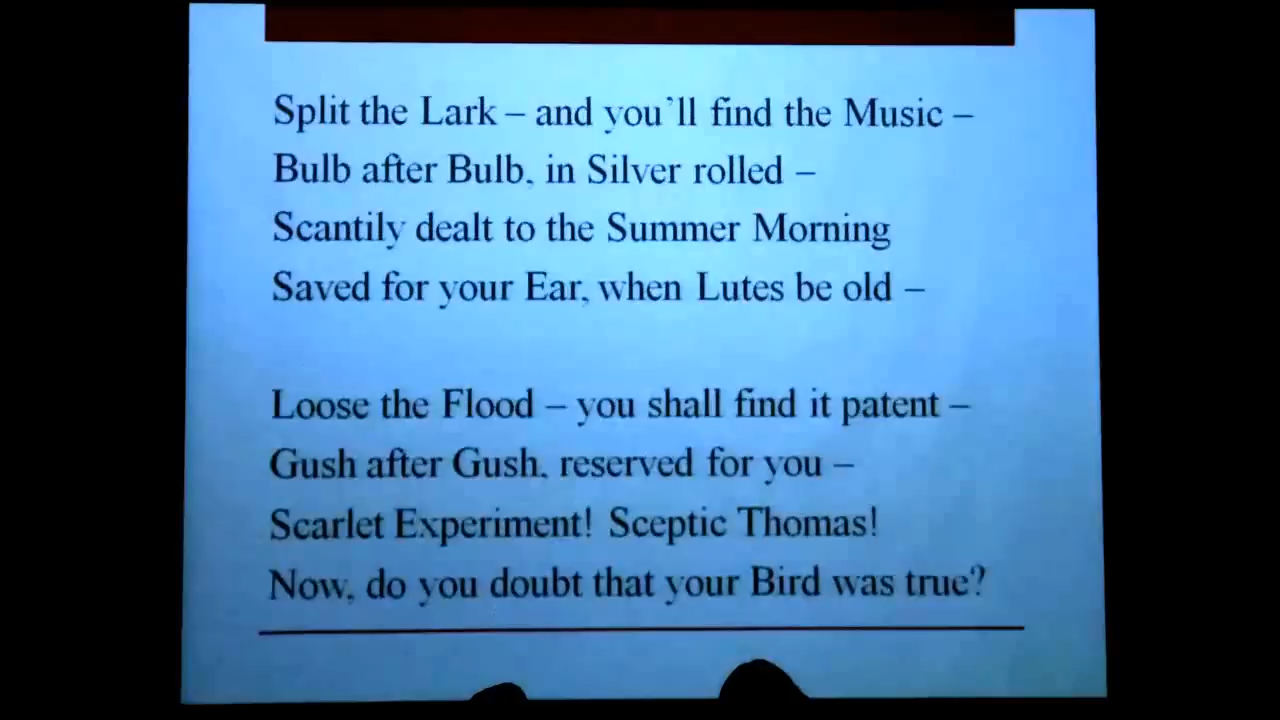 Split the Lark – and you'll find the Music –
Bulb after Bulb, in Silver rolled –
Scantily dealt to the Summer Morning
Saved for your Ear, when Lutes be old –
Loose the Flood – you shall find it patent –
Gush after Gush, reserved for you –
Scarlet Experiment! Sceptic Thomas!
Now, do you doubt that your Bird was true?